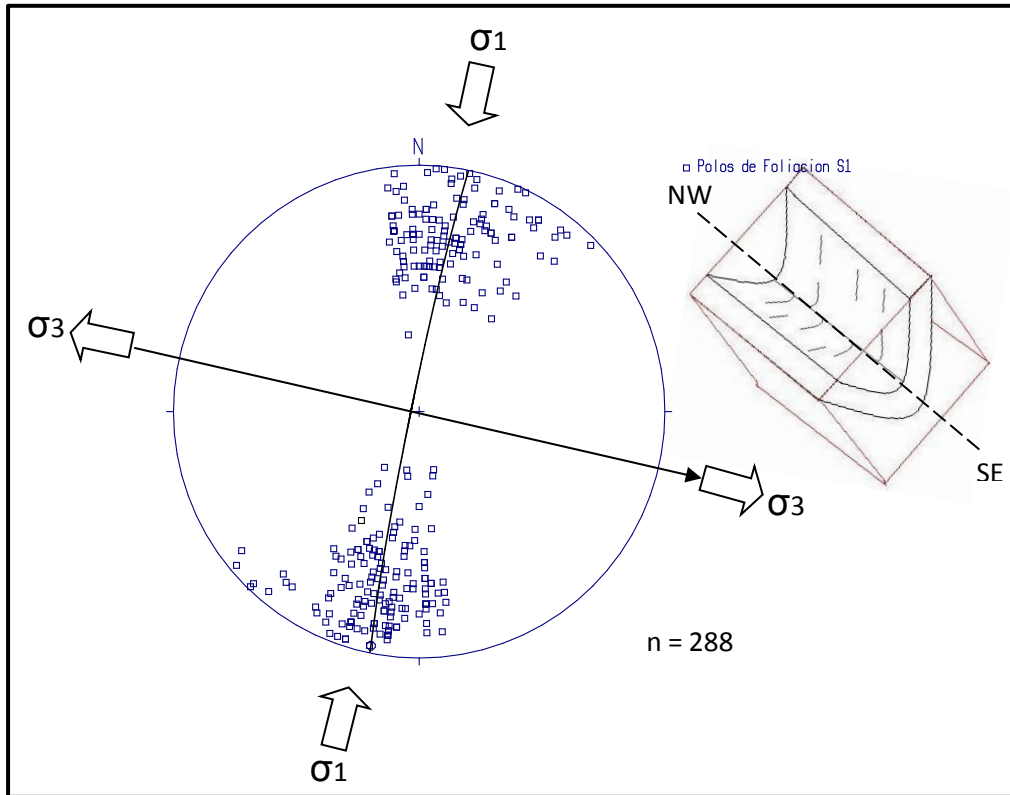 σ1
N
□ Polos de Foliacion S1
NW
σ3
SE
σ3
n = 288
σ1